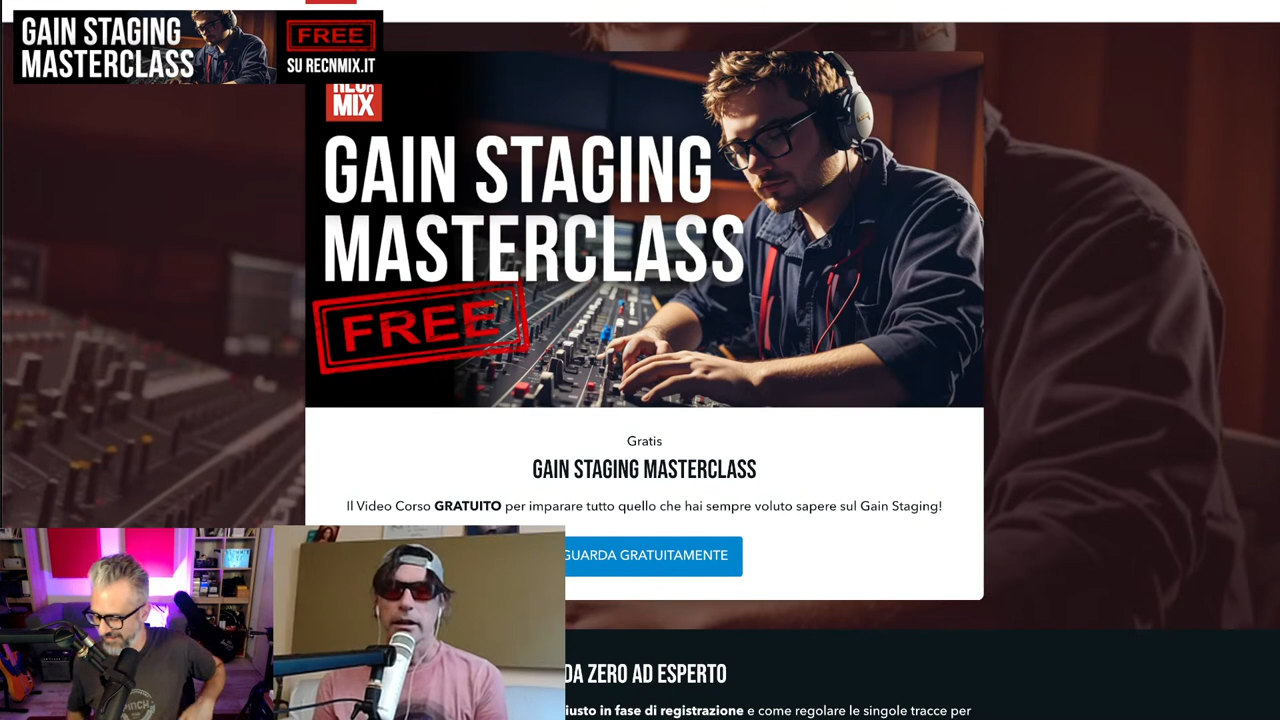 GAIN STAGING
MASTERCLASS
FREE
SU RECNMIX.IT
MIX
GAIN STAGING
MASTERCLASS
FREE
Gratis
GAIN STAGING MASTERCLASS
Il Video Corso GRATUITO per imparare tutto quello che hai sempre voluto sapere sul Gain Staging!
GUARDA GRATUITAMENTE
DA ZERO AD ESPERTO
iusto in fase di registrazione e come regolare le singole tracce per